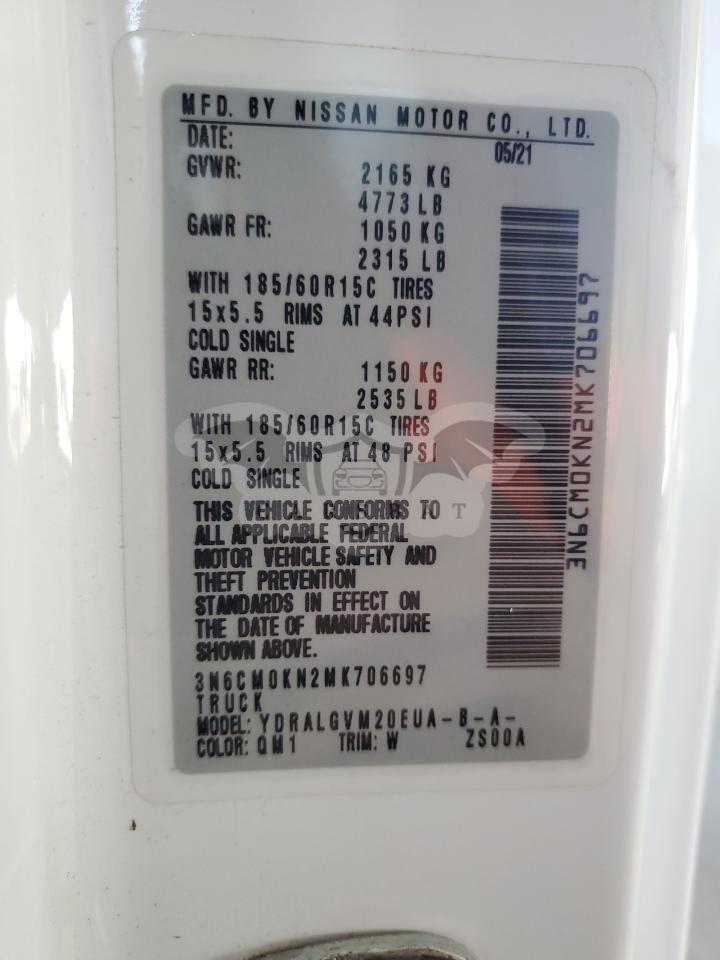 MFD. BY NISSAN MOTOR CO., LTD.
DATE: 05/21
GVWR: 2165 KG
4773 LB
GAWR FR: 1050 KG
2315 LB
WITH 185/60R15C TIRES
15x5.5 RIMS AT 44PSI
COLD SINGLE
GAWR RR: 1150 KG
2535 LB
WITH 185/60R15C TIRES
15x5.5 RIMS AT 48 PSI
COLD SINGLE
THIS VEHICLE CONFORMS TO T
ALL APPLICABLE FEDERAL
MOTOR VEHICLE SAFETY AND
THEFT PREVENTION
STANDARDS IN EFFECT ON
THE DATE OF MANUFACTURE
SHOWN ABOVE.
3N6CM0KN2MK706697
TRUCK
MODEL: YDRALGVM20EUA-B-A-
COLOR: QM1 TRIM: W ZS00A
3N6CM0KN2MK706697